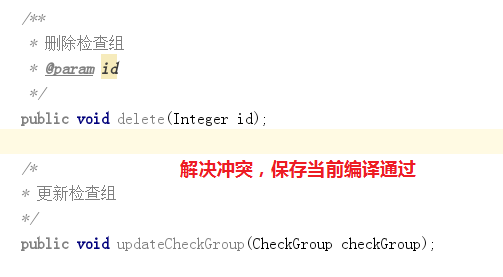 /**
* 删除检查组
* @param id
*/
public void delete(Integer id);
/*
解决冲突，保存当前编译通过
* 更新检查组
*/
public void updateCheckGroup(CheckGroup checkGroup);